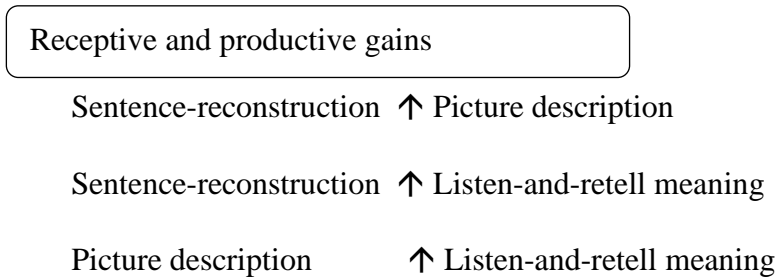 Receptive and productive gains
Sentence-reconstruction ↑ Picture description
Sentence-reconstruction ↑ Listen-and-retell meaning
Picture description ↑ Listen-and-retell meaning